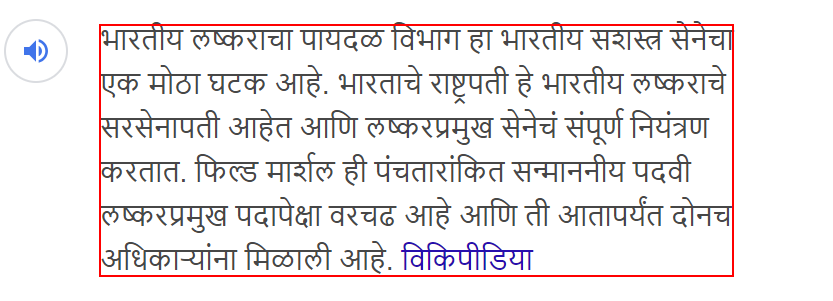 भारतीय लष्कराचा पायदळ विभाग हा भारतीय सशस्त्र सेनेचा
एक मोठा घटक आहे. भारताचे राष्ट्रपती हे भारतीय लष्कराचे
सरसेनापती आहेत आणि लष्करप्रमुख सेनेचं संपूर्ण नियंत्रण
करतात. फिल्ड मार्शल ही पंचतारांकित सन्माननीय पदवी
लष्करप्रमुख पदापेक्षा वरचढ आहे आणि ती आतापर्यंत दोनच
अधिकाऱ्यांना मिळाली आहे. विकिपीडिया